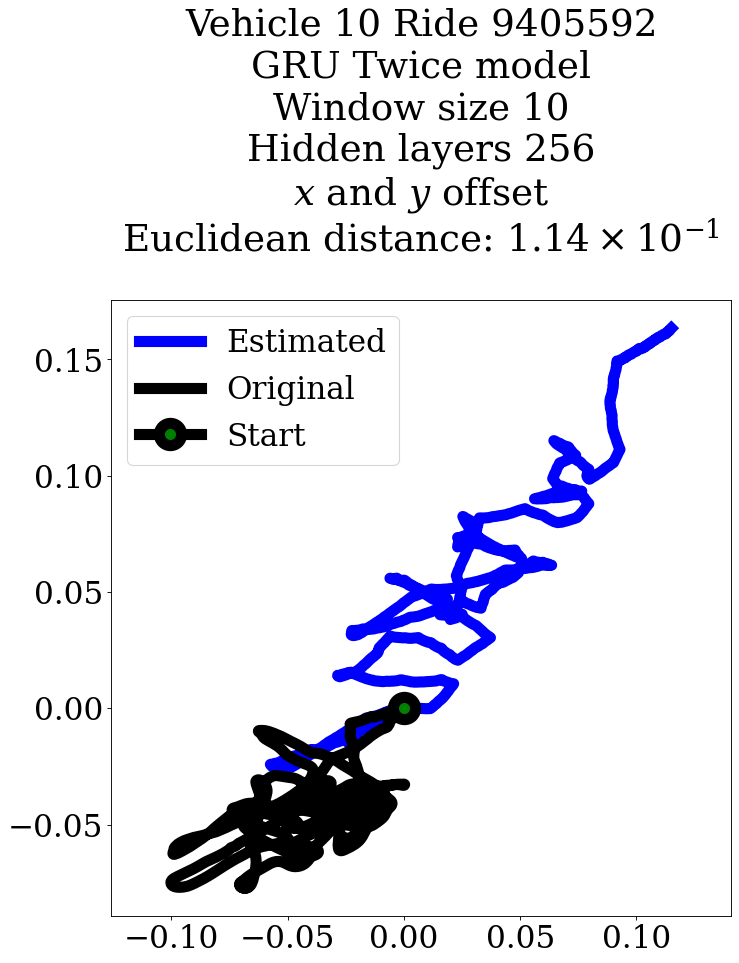 Vehicle 10 Ride 9405592
GRU Twice model
Window size 10
Hidden layers 256
x and y offset
Euclidean distance: 1.14 × 10⁻¹
Estimated
Original
Start
0.15
0.10
0.05
0.00
−0.05
−0.10 −0.05 0.00 0.05 0.10